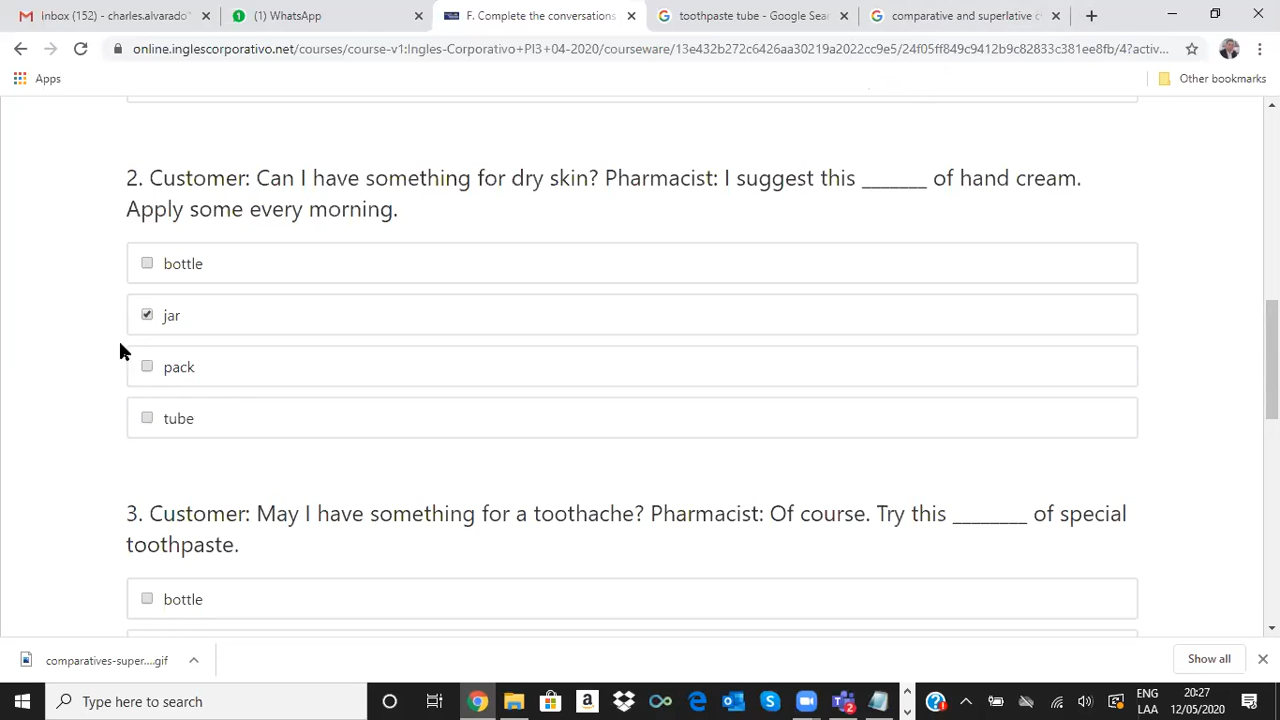 Inbox (152) - charles.alvarado
(1) WhatsApp
F. Complete the conversations
toothpaste tube - Google Sear
comparative and superlative c
online.inglescorporativo.net/courses/course-v1:Ingles-Corporativo+PI3+04-2020/courseware/13e432b272c6426aa30219a2022cc9e5/24f05ff849c9412b9c82833c381ee8fb/4?activ...
Apps
Other bookmarks
2. Customer: Can I have something for dry skin? Pharmacist: I suggest this _______ of hand cream.
Apply some every morning.
bottle
jar
pack
tube
3. Customer: May I have something for a toothache? Pharmacist: Of course. Try this ________ of special
toothpaste.
bottle
comparatives-super....gif
Show all
Type here to search
ENG
LAA
20:27
12/05/2020